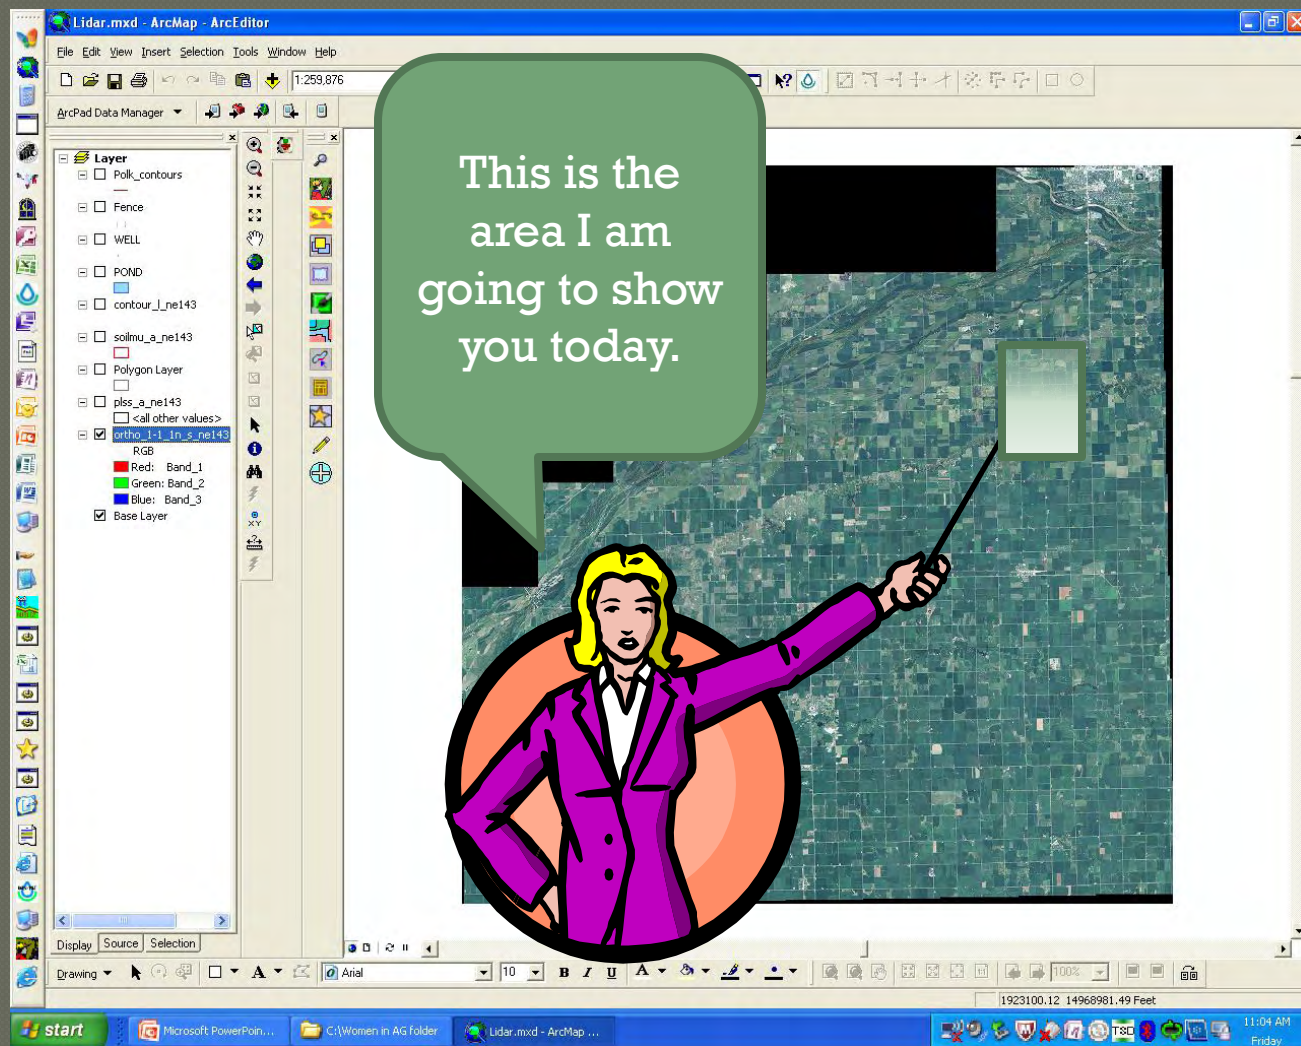 Lidar.mxd - ArcMap - ArcEditor
File Edit View Insert Selection Tools Window Help
1:259,876
ArcPad Data Manager
This is the
area I am
going to show
you today.
Layer
Polk_contours
Fence
WELL
POND
contour_l_ne143
soilmu_a_ne143
Polygon Layer
plss_a_ne143
<all other values>
ortho_1-1_1n_s_ne143
RGB
Red: Band_1
Green: Band_2
Blue: Band_3
Base Layer
Display Source Selection
Drawing A Arial 10 B I U A 100%
1923100.12 14968981.49 Feet
start Microsoft PowerPoin... C:\Women in AG folder Lidar.mxd - ArcMap ... 11:04 AM
Friday